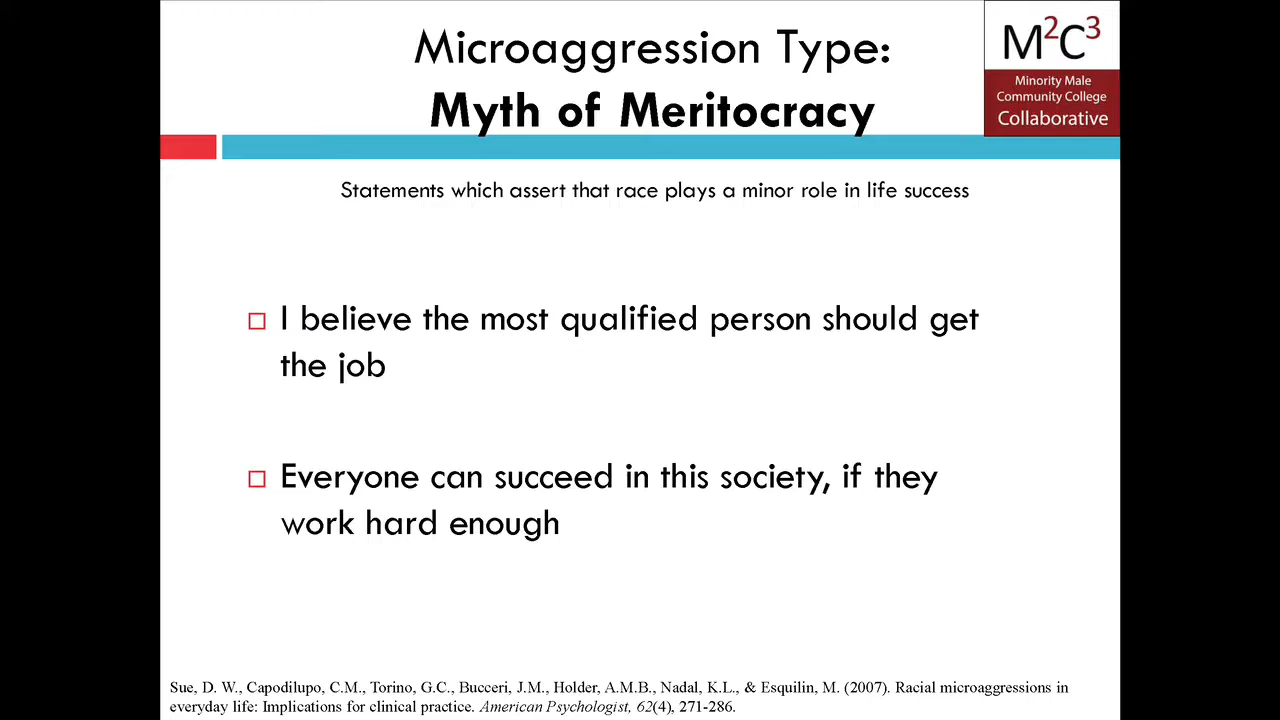 Microaggression Type:
Myth of Meritocracy
M²C³
Minority Male
Community College
Collaborative
Statements which assert that race plays a minor role in life success
I believe the most qualified person should get
the job
Everyone can succeed in this society, if they
work hard enough
Sue, D. W., Capodilupo, C.M., Torino, G.C., Bucceri, J.M., Holder, A.M.B., Nadal, K.L., & Esquilin, M. (2007). Racial microaggressions in
everyday life: Implications for clinical practice. American Psychologist, 62(4), 271-286.